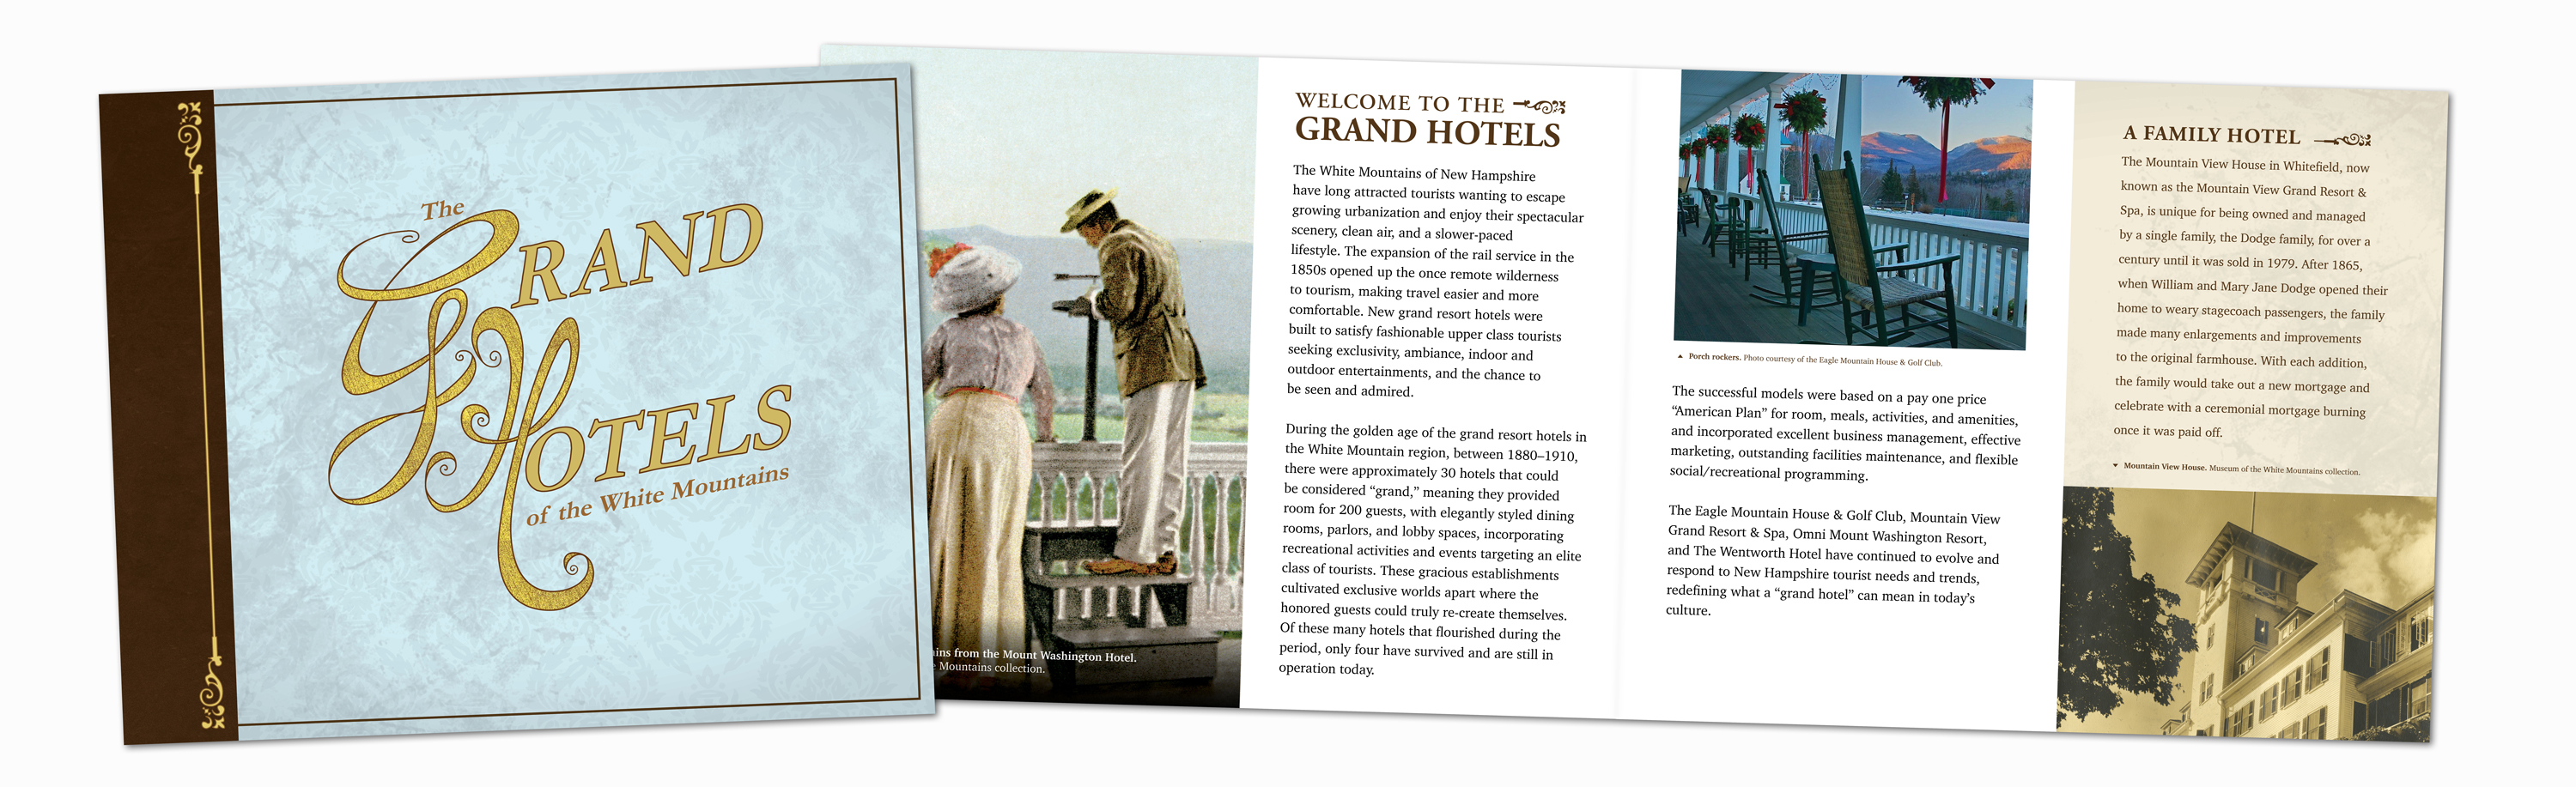 The
GRAND
HOTELS
of the White Mountains
from the Mount Washington Hotel.
Mountains collection.
WELCOME TO THE
GRAND HOTELS
The White Mountains of New Hampshire
have long attracted tourists wanting to escape
growing urbanization and enjoy their spectacular
scenery, clean air, and a slower-paced
lifestyle. The expansion of the rail service in the
1850s opened up the once remote wilderness
to tourism, making travel easier and more
comfortable. New grand resort hotels were
built to satisfy fashionable upper class tourists
seeking exclusivity, ambiance, indoor and
outdoor entertainments, and the chance to
be seen and admired.
During the golden age of the grand resort hotels in
the White Mountain region, between 1880–1910,
there were approximately 30 hotels that could
be considered “grand,” meaning they provided
room for 200 guests, with elegantly styled dining
rooms, parlors, and lobby spaces, incorporating
recreational activities and events targeting an elite
class of tourists. These gracious establishments
cultivated exclusive worlds apart where the
honored guests could truly re-create themselves.
Of these many hotels that flourished during the
period, only four have survived and are still in
operation today.
Porch rockers. Photo courtesy of the Eagle Mountain House & Golf Club.
The successful models were based on a pay one price
“American Plan” for room, meals, activities, and amenities,
and incorporated excellent business management, effective
marketing, outstanding facilities maintenance, and flexible
social/recreational programming.
The Eagle Mountain House & Golf Club, Mountain View
Grand Resort & Spa, Omni Mount Washington Resort,
and The Wentworth Hotel have continued to evolve and
respond to New Hampshire tourist needs and trends,
redefining what a “grand hotel” can mean in today’s
culture.
A FAMILY HOTEL
The Mountain View House in Whitefield, now
known as the Mountain View Grand Resort &
Spa, is unique for being owned and managed
by a single family, the Dodge family, for over a
century until it was sold in 1979. After 1865,
when William and Mary Jane Dodge opened their
home to weary stagecoach passengers, the family
made many enlargements and improvements
to the original farmhouse. With each addition,
the family would take out a new mortgage and
celebrate with a ceremonial mortgage burning
once it was paid off.
Mountain View House. Museum of the White Mountains collection.